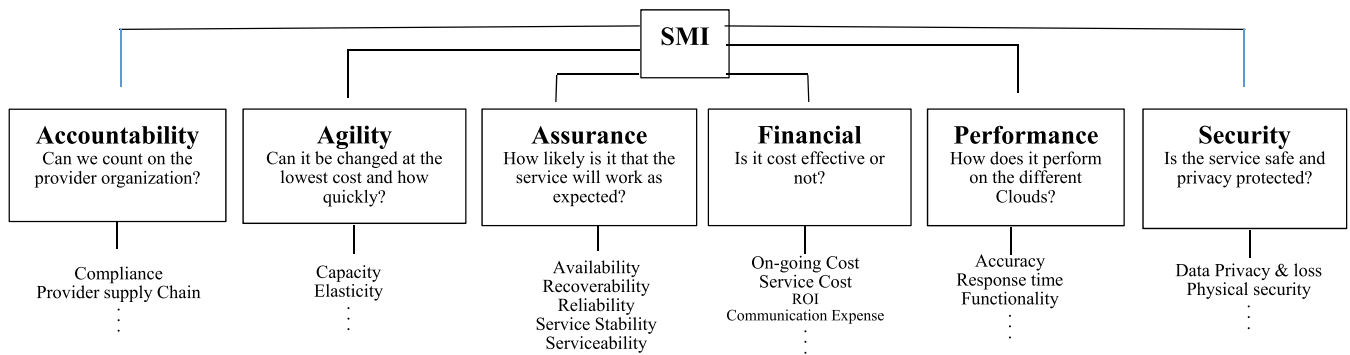 SMI
Accountability
Can we count on the
provider organization?
Compliance
Provider supply Chain
Agility
Can it be changed at the
lowest cost and how
quickly?
Capacity
Elasticity
Assurance
How likely is it that the
service will work as
expected?
Availability
Recoverability
Reliability
Service Stability
Serviceability
Financial
Is it cost effective or
not?
On-going Cost
Service Cost
ROI
Communication Expense
Performance
How does it perform
on the different
Clouds?
Accuracy
Response time
Functionality
Security
Is the service safe and
privacy protected?
Data Privacy & loss
Physical security